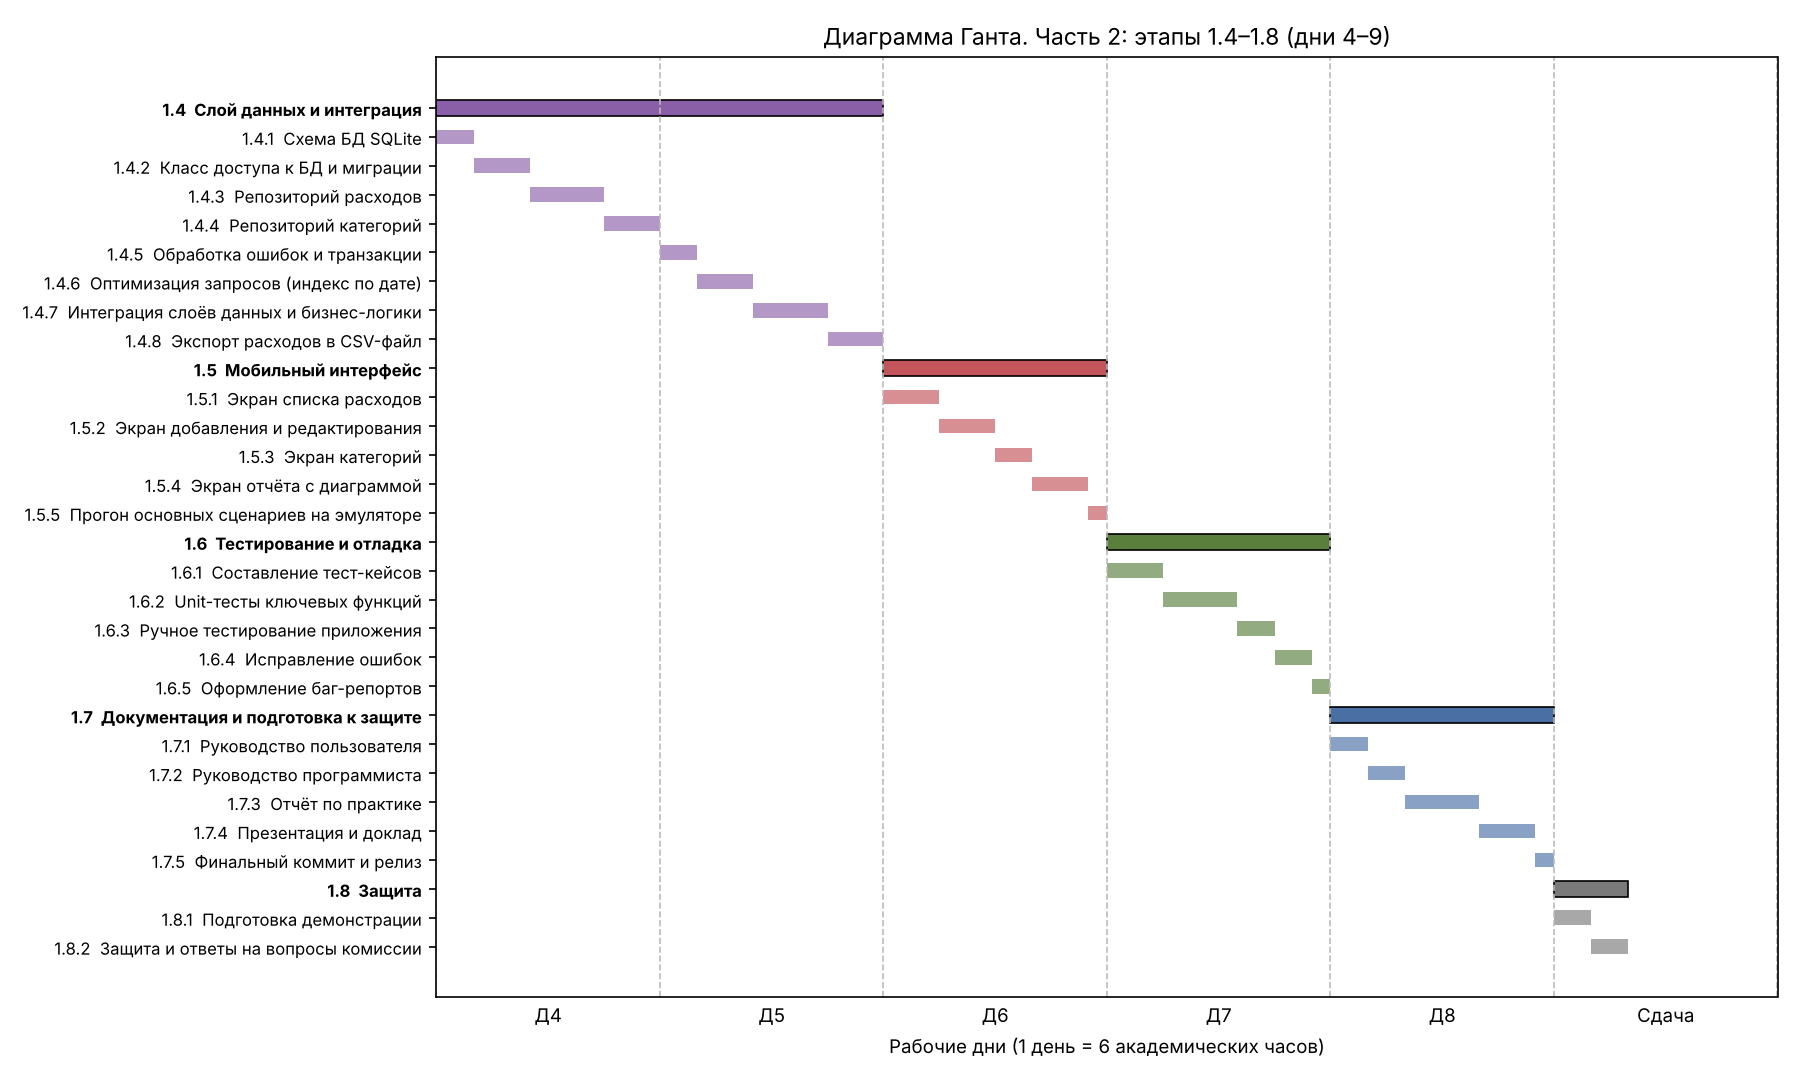 Диаграмма Ганта. Часть 2: этапы 1.4–1.8 (дни 4–9)
1.4 Слой данных и интеграция
1.4.1 Схема БД SQLite
1.4.2 Класс доступа к БД и миграции
1.4.3 Репозиторий расходов
1.4.4 Репозиторий категорий
1.4.5 Обработка ошибок и транзакции
1.4.6 Оптимизация запросов (индекс по дате)
1.4.7 Интеграция слоёв данных и бизнес-логики
1.4.8 Экспорт расходов в CSV-файл
1.5 Мобильный интерфейс
1.5.1 Экран списка расходов
1.5.2 Экран добавления и редактирования
1.5.3 Экран категорий
1.5.4 Экран отчёта с диаграммой
1.5.5 Прогон основных сценариев на эмуляторе
1.6 Тестирование и отладка
1.6.1 Составление тест-кейсов
1.6.2 Unit-тесты ключевых функций
1.6.3 Ручное тестирование приложения
1.6.4 Исправление ошибок
1.6.5 Оформление баг-репортов
1.7 Документация и подготовка к защите
1.7.1 Руководство пользователя
1.7.2 Руководство программиста
1.7.3 Отчёт по практике
1.7.4 Презентация и доклад
1.7.5 Финальный коммит и релиз
1.8 Защита
1.8.1 Подготовка демонстрации
1.8.2 Защита и ответы на вопросы комиссии
Д4 Д5 Д6 Д7 Д8 Сдача
Рабочие дни (1 день = 6 академических часов)